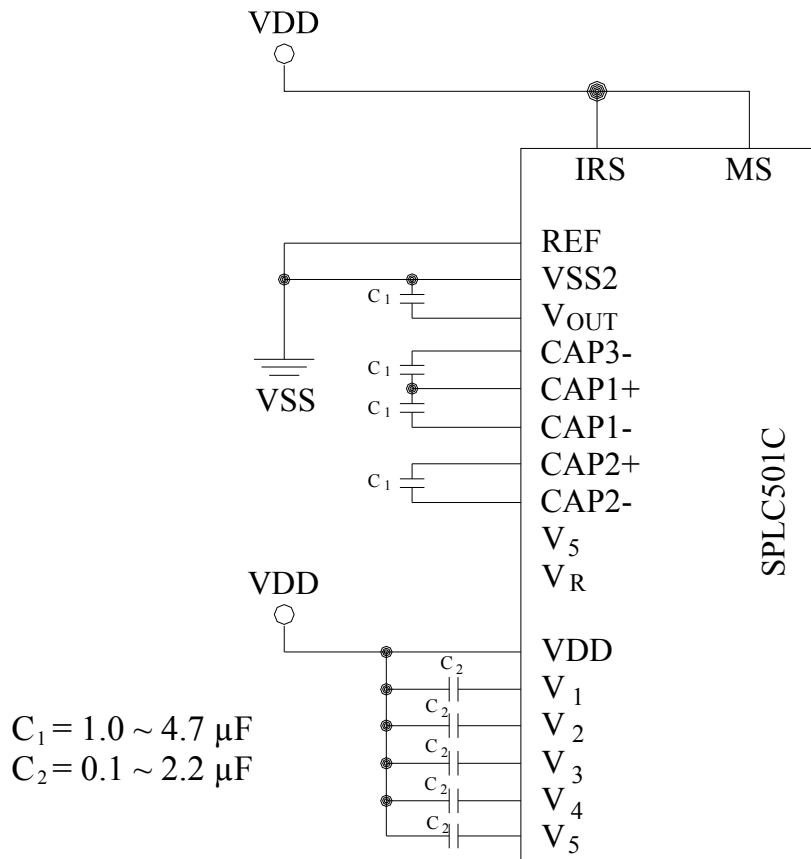 VDD
IRS
MS
REF
VSS2
C1
VOUT
CAP3-
C1
CAP1+
VSS
C1
CAP1-
CAP2+
C1
CAP2-
SPLC501C
V5
VR
VDD
VDD
C2
V1
C2
V2
C1 = 1.0 ~ 4.7 µF
C2
V3
C2 = 0.1 ~ 2.2 µF
C2
V4
C2
V5